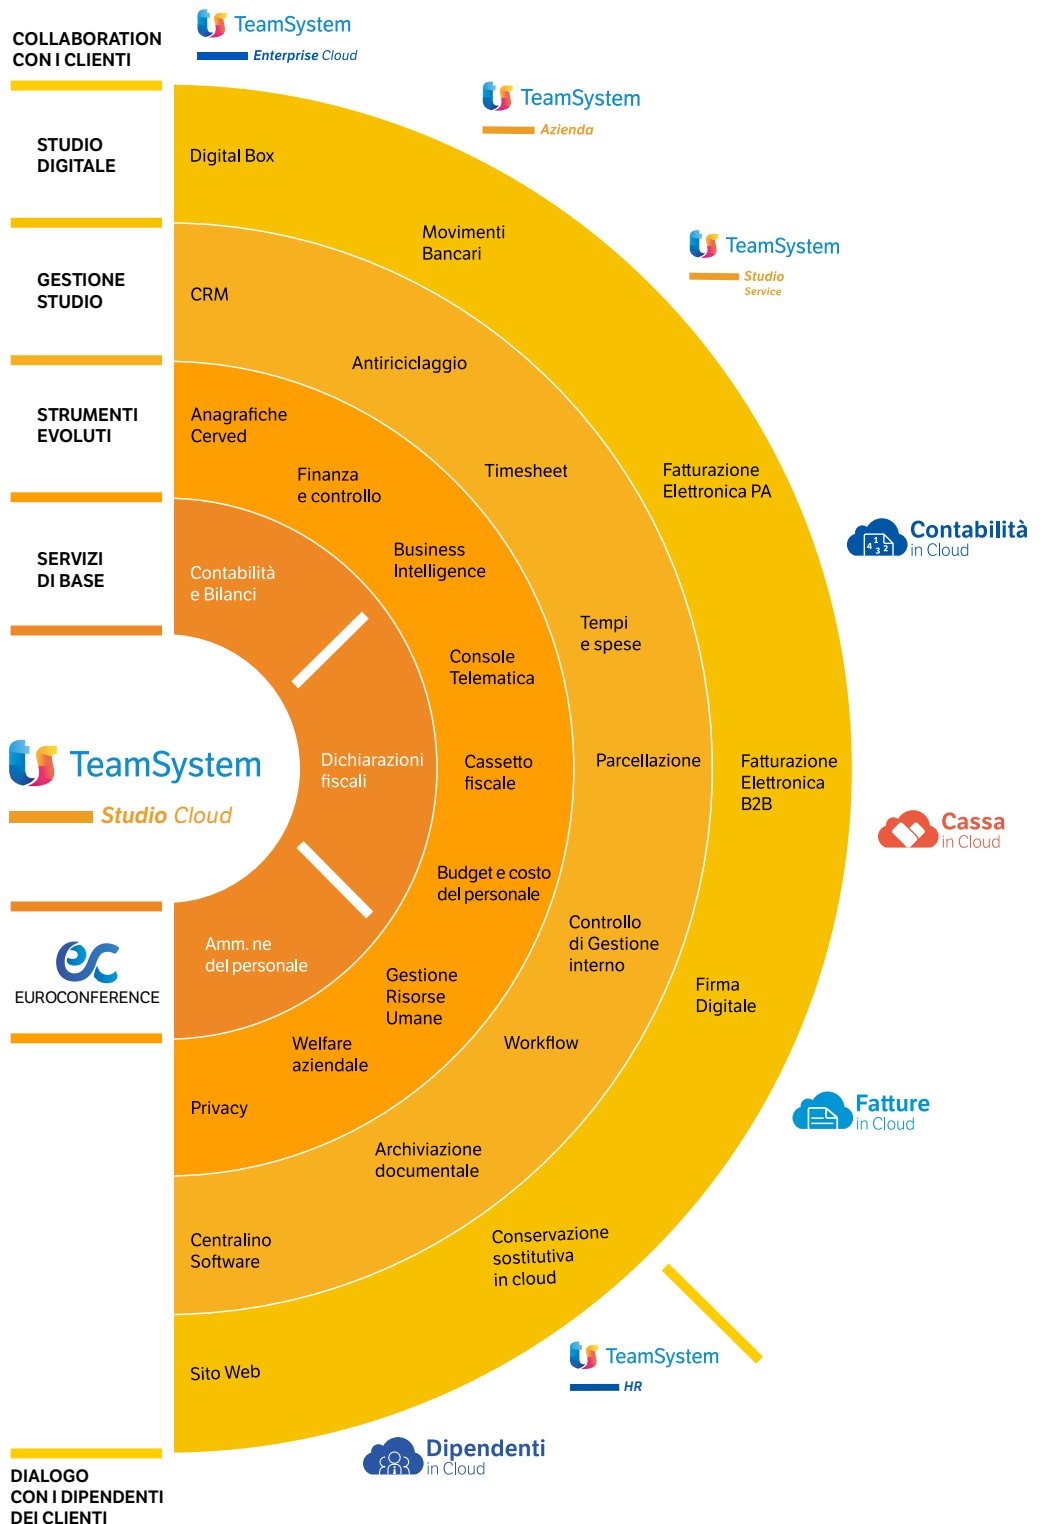 COLLABORATION
CON I CLIENTI
TeamSystem
Enterprise Cloud
TeamSystem
Azienda
TeamSystem
Studio
Service
STUDIO
DIGITALE
Digital Box
Movimenti
Bancari
Fatturazione
Elettronica PA
Fatturazione
Elettronica
B2B
Firma
Digitale
Conservazione
sostitutiva
in cloud
Sito Web
GESTIONE
STUDIO
CRM
Antiriciclaggio
Timesheet
Tempi
e spese
Parcellazione
Controllo
di Gestione
interno
Workflow
Archiviazione
documentale
Centralino
Software
STRUMENTI
EVOLUTI
Anagrafiche
Cerved
Finanza
e controllo
Business
Intelligence
Console
Telematica
Cassetto
fiscale
Budget e costo
del personale
Gestione
Risorse
Umane
Welfare
aziendale
Privacy
SERVIZI
DI BASE
Contabilità
e Bilanci
Dichiarazioni
fiscali
Amm. ne
del personale
TeamSystem
Studio Cloud
EUROCONFERENCE
Contabilità
in Cloud
4 1 3 2
Cassa
in Cloud
Fatture
in Cloud
TeamSystem
HR
Dipendenti
in Cloud
DIALOGO
CON I DIPENDENTI
DEI CLIENTI